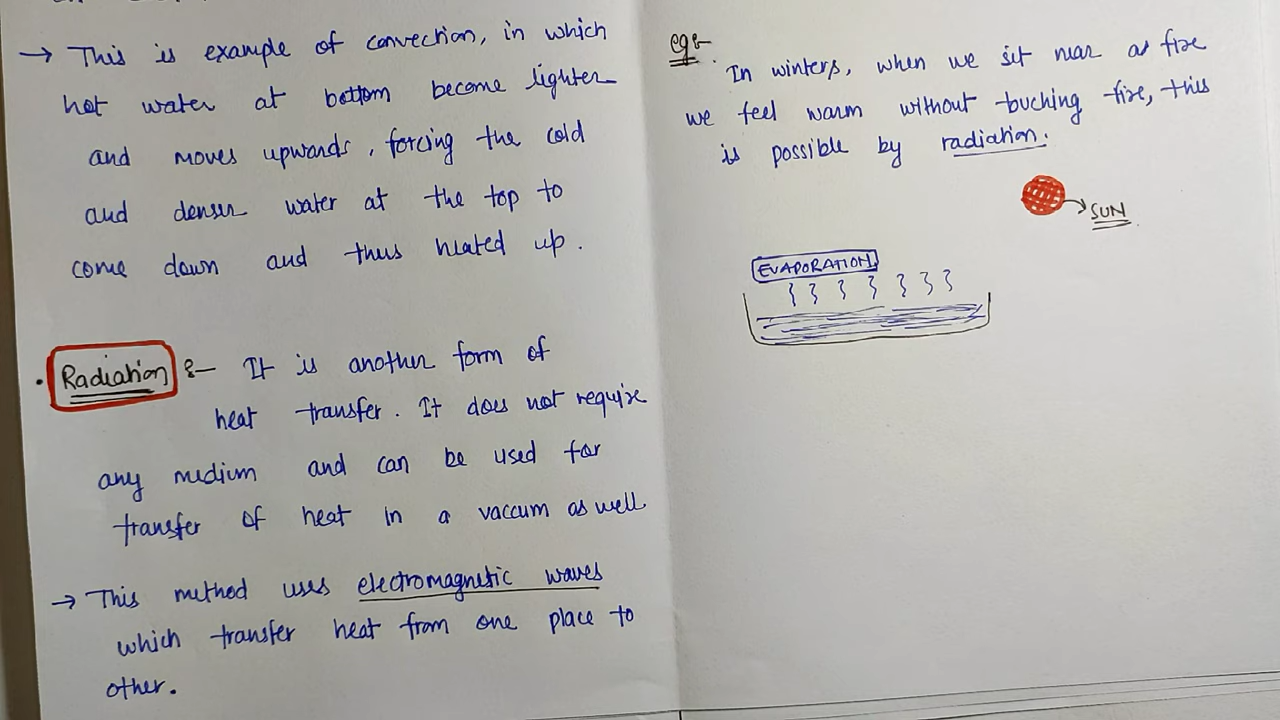 → This is example of convection, in which
hot water at bottom become lighter
and moves upwards, forcing the cold
and denser water at the top to
come down and thus heated up.
• Radiation :- It is another form of
heat transfer. It does not require
any medium and can be used for
transfer of heat in a vaccum as well
→ This method uses electromagnetic waves
which transfer heat from one place to
other.
eg:-
In winters, when we sit near a fire
we feel warm without touching fire, this
is possible by radiation.
SUN
EVAPORATION